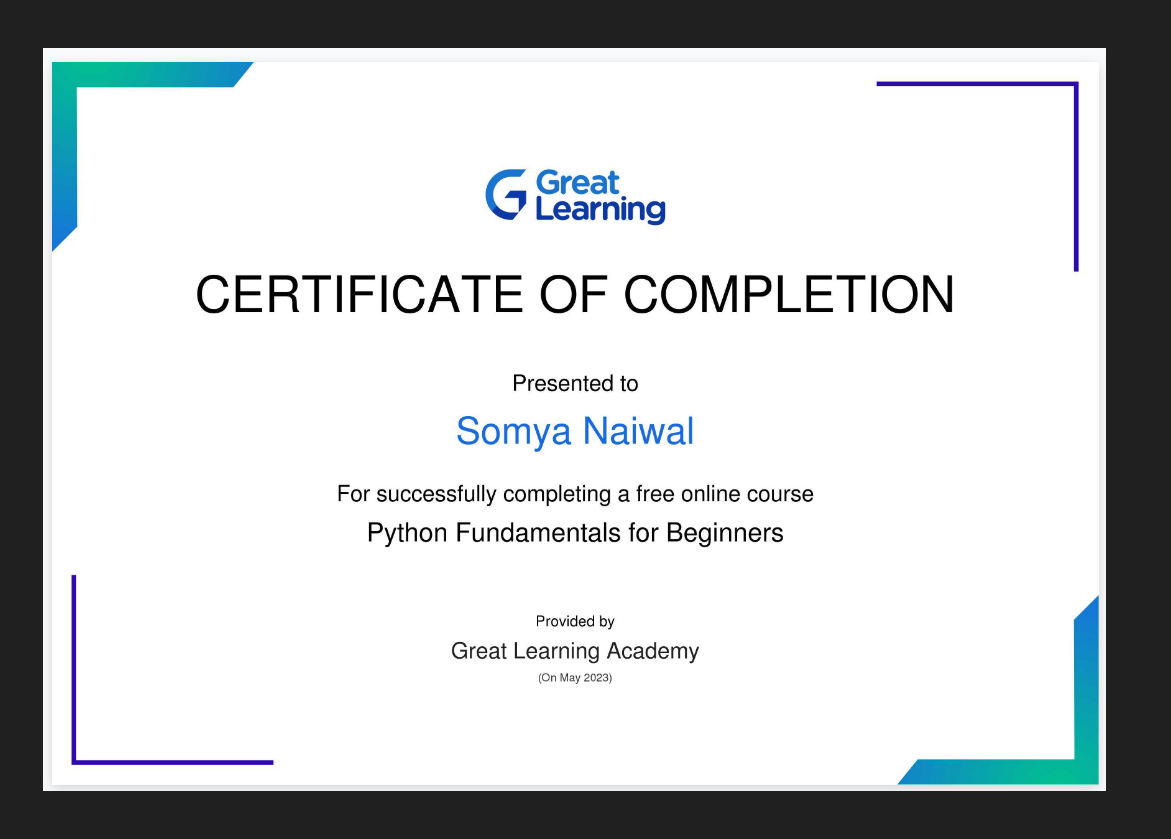 Great
Learning
CERTIFICATE OF COMPLETION
Presented to
Somya Naiwal
For successfully completing a free online course
Python Fundamentals for Beginners
Provided by
Great Learning Academy
(On May 2023)